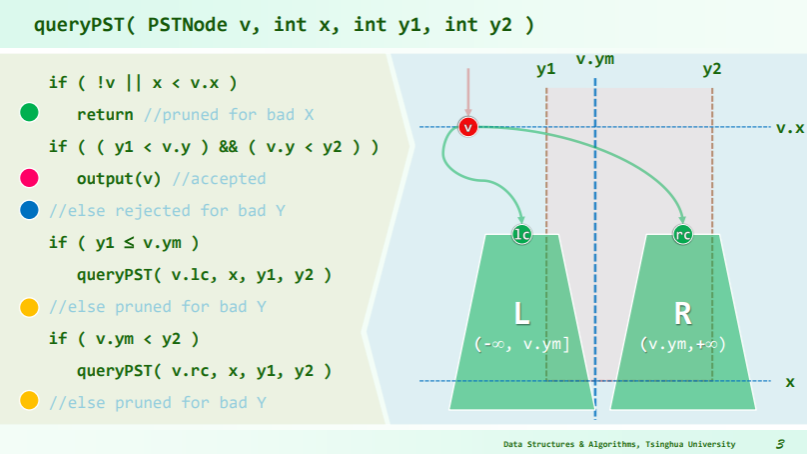 queryPST( PSTNode v, int x, int y1, int y2 )
if ( !v || x < v.x )
return //pruned for bad X
if ( ( y1 < v.y ) && ( v.y < y2 ) )
output(v) //accepted
//else rejected for bad Y
if ( y1 ≤ v.ym )
queryPST( v.lc, x, y1, y2 )
//else pruned for bad Y
if ( v.ym < y2 )
queryPST( v.rc, x, y1, y2 )
//else pruned for bad Y
y1
v.ym
y2
v
v.x
lc
rc
L
R
(-∞, v.ym]
(v.ym,+∞)
x
Data Structures & Algorithms, Tsinghua University
3